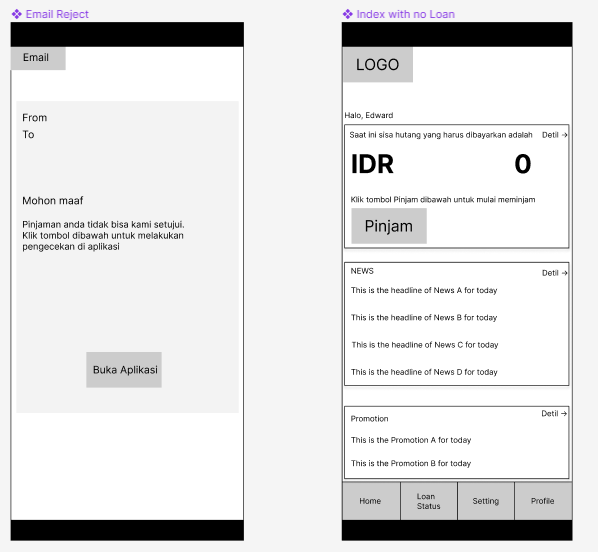 Email Reject
Email
From
To
Mohon maaf
Pinjaman anda tidak bisa kami setujui.
Klik tombol dibawah untuk melakukan
pengecekan di aplikasi
Buka Aplikasi
Index with no Loan
LOGO
Halo, Edward
Saat ini sisa hutang yang harus dibayarkan adalah Detil →
IDR 0
Klik tombol Pinjam dibawah untuk mulai meminjam
Pinjam
NEWS Detil →
This is the headline of News A for today
This is the headline of News B for today
This is the headline of News C for today
This is the headline of News D for today
Promotion Detil →
This is the Promotion A for today
This is the Promotion B for today
Home
Loan
Status
Setting
Profile